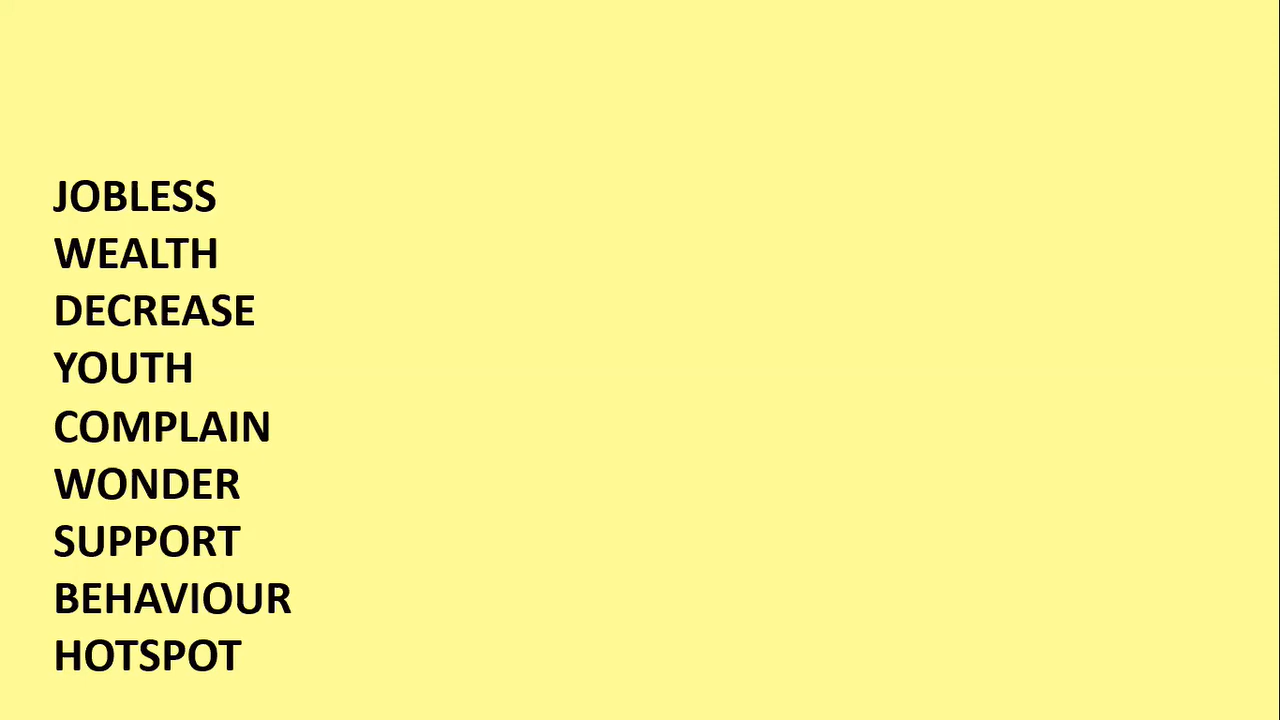 JOBLESS
WEALTH
DECREASE
YOUTH
COMPLAIN
WONDER
SUPPORT
BEHAVIOUR
HOTSPOT